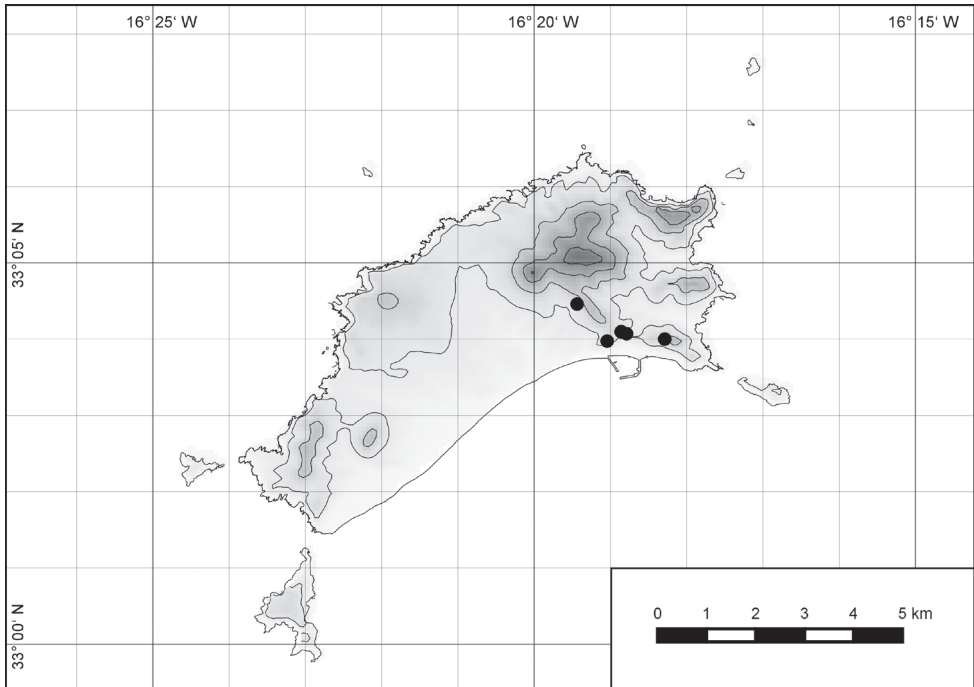 16° 25‘ W
16° 20‘ W
16° 15‘ W
33° 05‘ N
33° 00‘ N
0 1 2 3 4 5 km